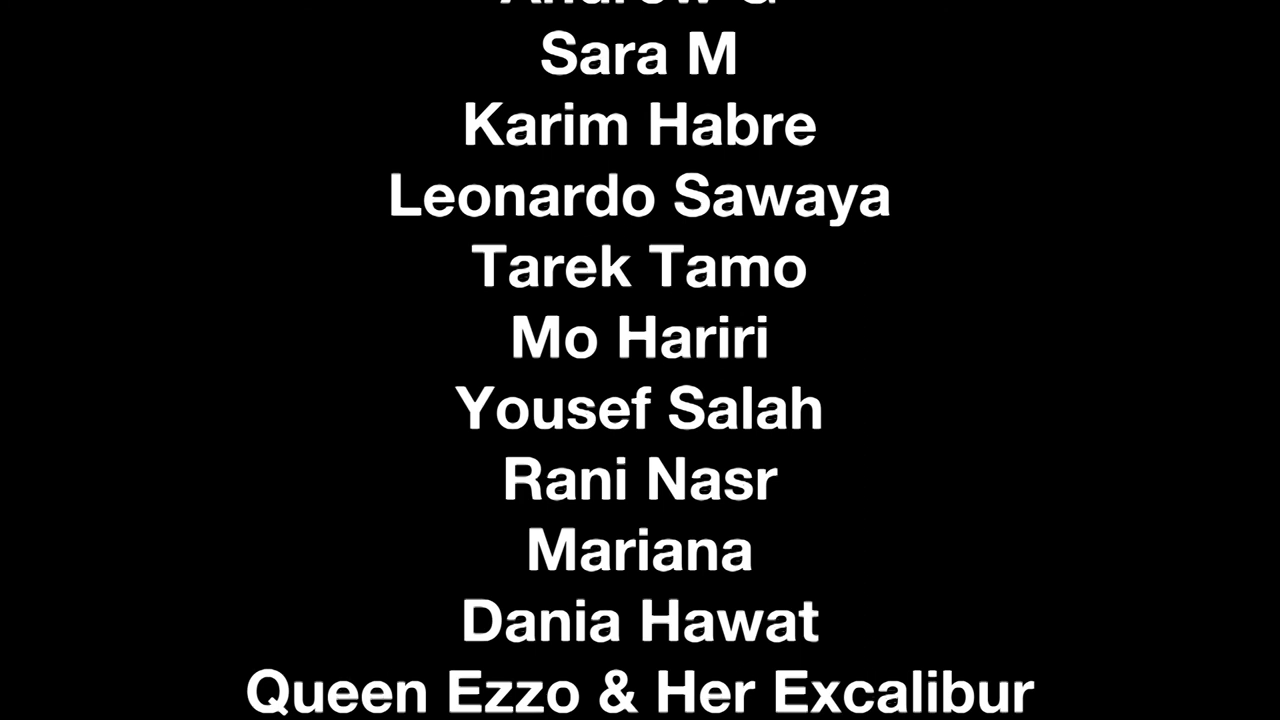 Andrew G
Sara M
Karim Habre
Leonardo Sawaya
Tarek Tamo
Mo Hariri
Yousef Salah
Rani Nasr
Mariana
Dania Hawat
Queen Ezzo & Her Excalibur